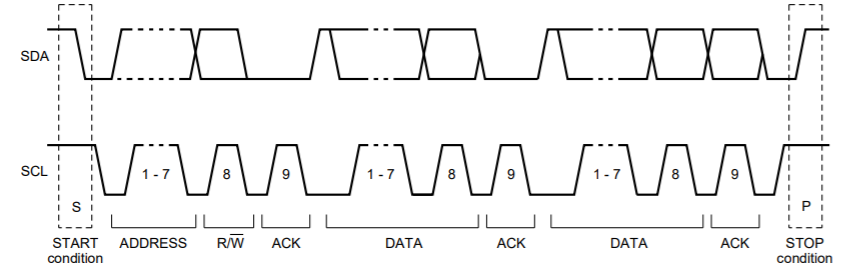 SDA
SCL
1 - 7 8 9 1 - 7 8 9 1 - 7 8 9
S P
START ADDRESS R/W̅ ACK DATA ACK DATA ACK STOP
condition condition